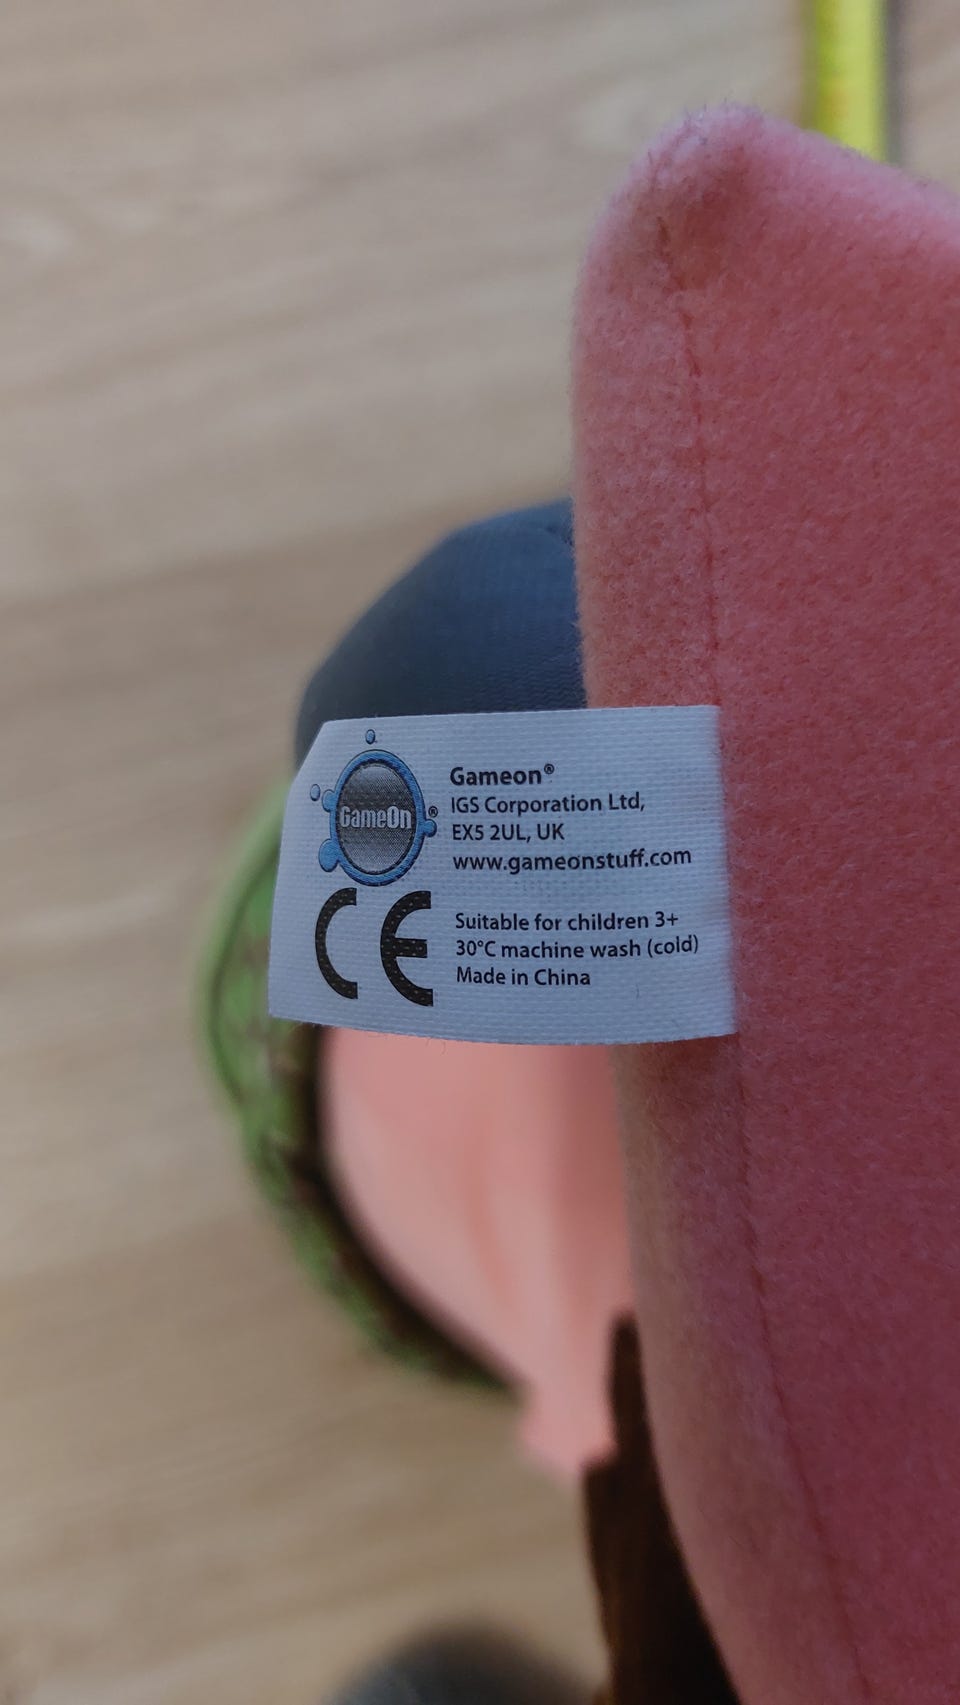 GameOn®
Gameon®
IGS Corporation Ltd,
EX5 2UL, UK
www.gameonstuff.com
CE
Suitable for children 3+
30°C machine wash (cold)
Made in China